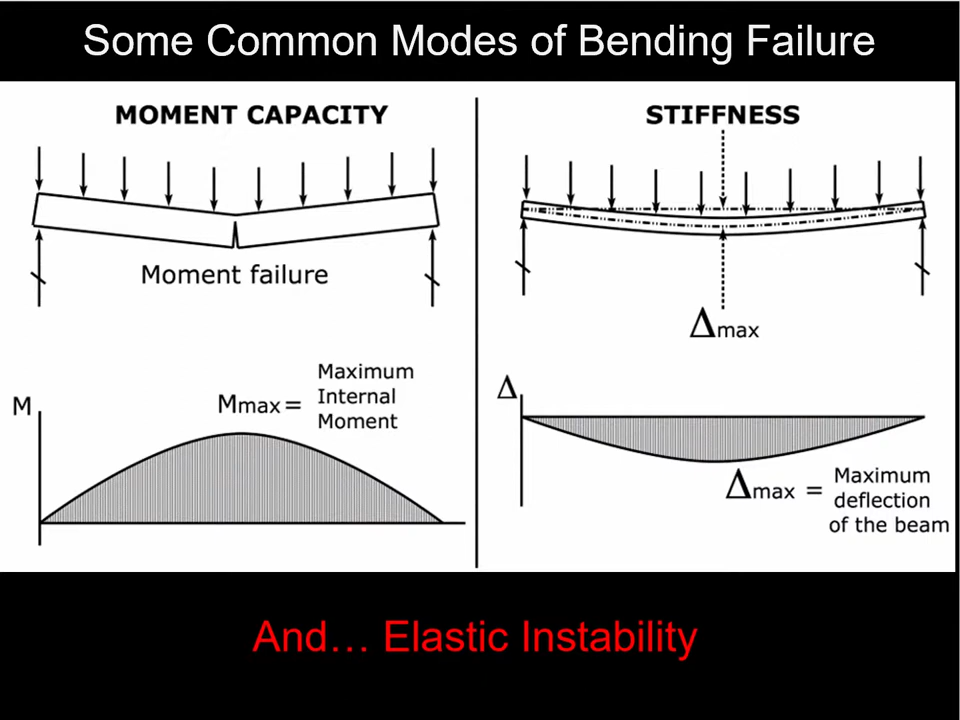 Some Common Modes of Bending Failure
MOMENT CAPACITY
Moment failure
M
Mmax =
Maximum
Internal
Moment
STIFFNESS
Δmax
Δ
Δmax =
Maximum
deflection
of the beam
And… Elastic Instability